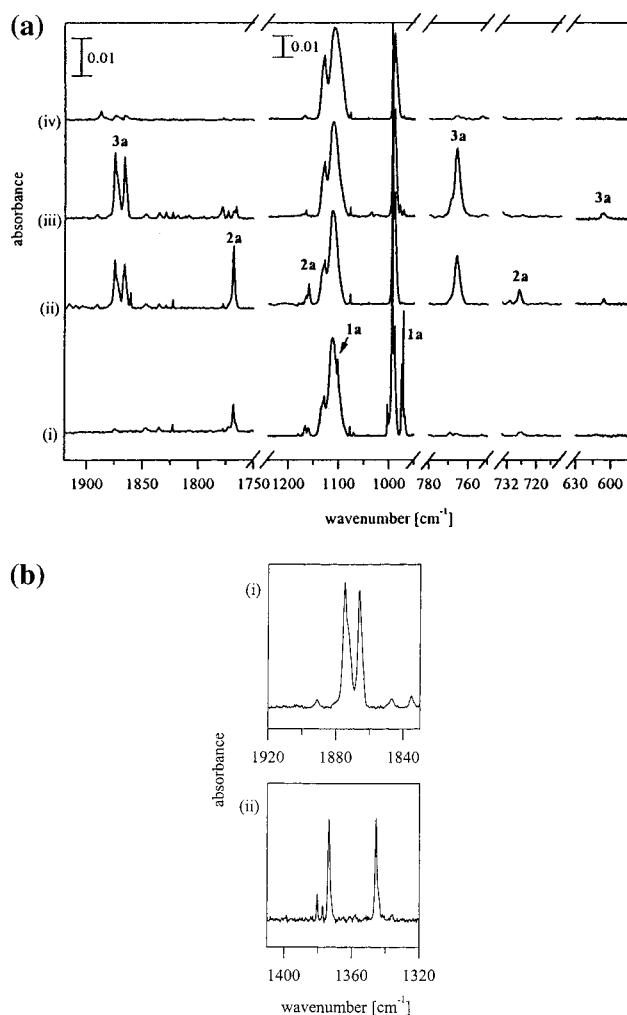 (a)
0.01
0.01
(iv)
3a
3a
3a
(iii)
2a
2a
2a
(ii)
1a
1a
(i)
absorbance
1900 1850 1800 1750 1200 1100 1000 780 760 732 720 630 600
wavenumber [cm-1]
(b)
(i)
1920 1880 1840
absorbance
(ii)
1400 1360 1320
wavenumber [cm-1]